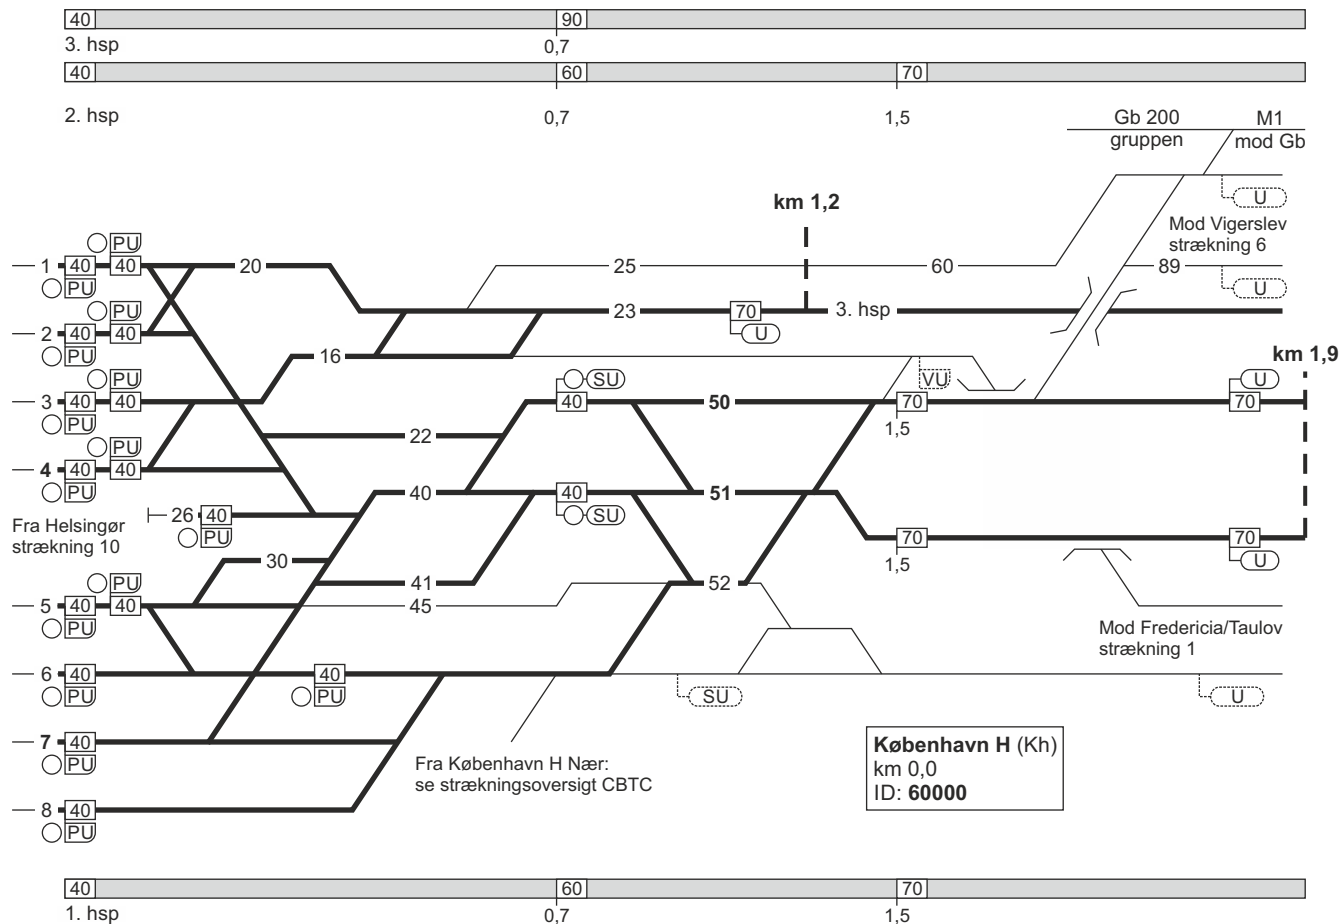 40 90
3. hsp 0,7
40 60 70
2. hsp 0,7 1,5
Gb 200 M1
gruppen mod Gb
U
km 1,2
Mod Vigerslev
strækning 6
PU
1 40 40 20 25 60 89
PU U
PU
23 70 3. hsp
U
2 40 40
PU
16
km 1,9
PU SU VU U
3 40 40 40 50 70 70
PU 1,5
22
PU
4 40 40
PU
40 40 51
SU
26 40
Fra Helsingør
strækning 10
PU
70 70
1,5 U
30
PU
41 52
5 40 40 45
PU
Mod Fredericia/Taulov
strækning 1
6 40 40
PU PU SU U
7 40
PU
Fra København H Nær:
se strækningsoversigt CBTC
København H (Kh)
km 0,0
ID: 60000
8 40
PU
40 60 70
1. hsp 0,7 1,5